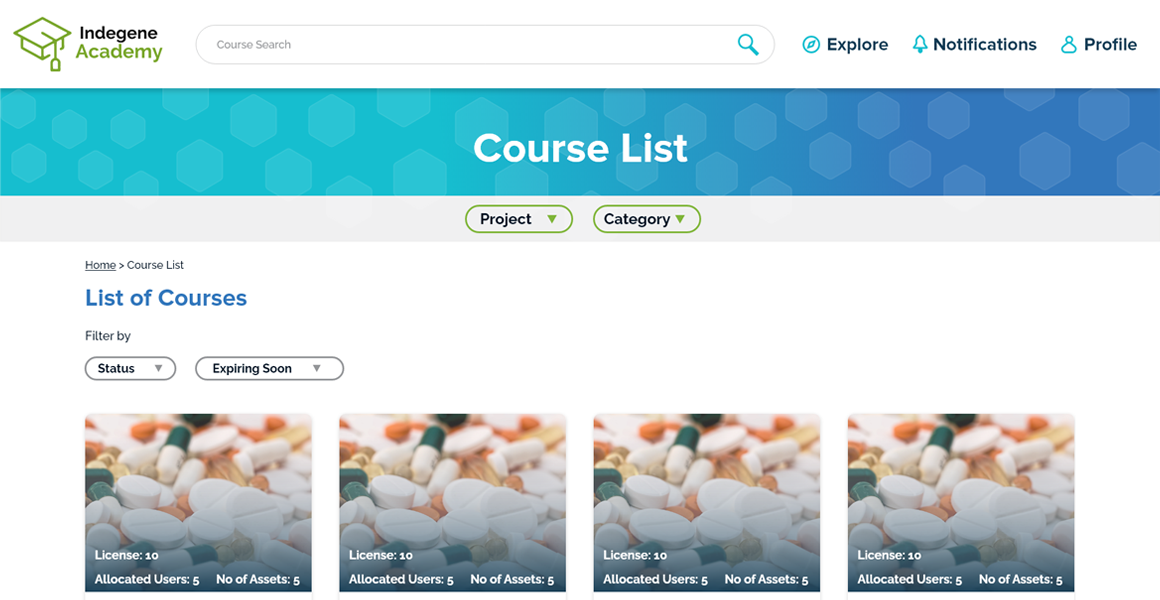 Indegene
Academy
Course Search
Explore
Notifications
Profile
Course List
Project
Category
Home > Course List
List of Courses
Filter by
Status
Expiring Soon
License: 10
Allocated Users: 5 No of Assets: 5
License: 10
Allocated Users: 5 No of Assets: 5
License: 10
Allocated Users: 5 No of Assets: 5
License: 10
Allocated Users: 5 No of Assets: 5